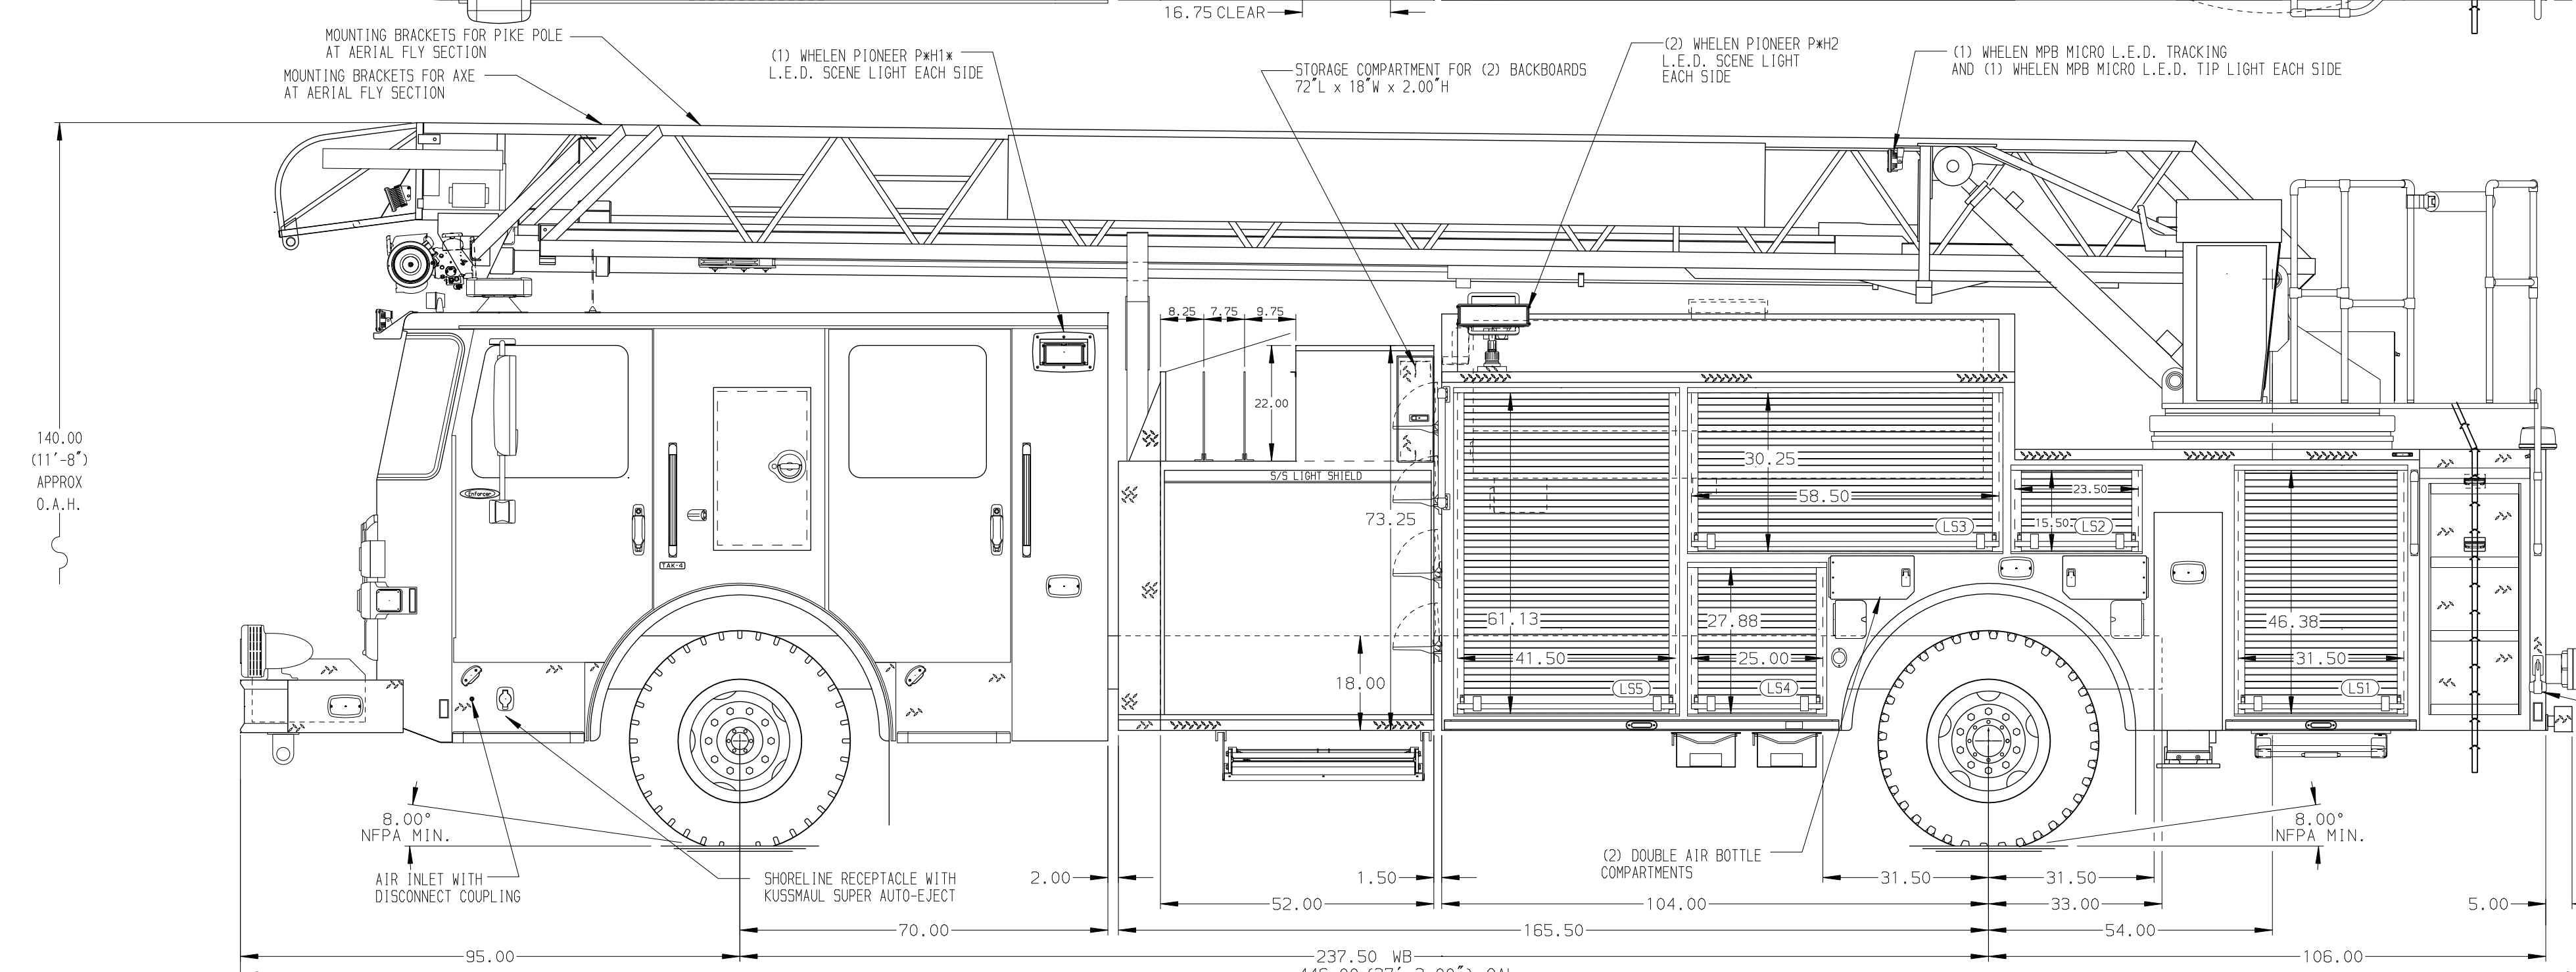 16.75 CLEAR
MOUNTING BRACKETS FOR PIKE POLE
AT AERIAL FLY SECTION
MOUNTING BRACKETS FOR AXE
AT AERIAL FLY SECTION
(1) WHELEN PIONEER P*H1*
L.E.D. SCENE LIGHT EACH SIDE
STORAGE COMPARTMENT FOR (2) BACKBOARDS
72"L x 18"W x 2.00"H
(2) WHELEN PIONEER P*H2
L.E.D. SCENE LIGHT
EACH SIDE
(1) WHELEN MPB MICRO L.E.D. TRACKING
AND (1) WHELEN MPB MICRO L.E.D. TIP LIGHT EACH SIDE
140.00
(11'-8")
APPROX
O.A.H.
8.25
7.75
9.75
22.00
S/S LIGHT SHIELD
73.25
18.00
Enforcer
TAK-4
30.25
58.50
LS3
23.50
15.50
LS2
61.13
41.50
LS5
27.88
25.00
LS4
46.38
31.50
LS1
8.00°
NFPA MIN.
8.00°
NFPA MIN.
AIR INLET WITH
DISCONNECT COUPLING
SHORELINE RECEPTACLE WITH
KUSSMAUL SUPER AUTO-EJECT
(2) DOUBLE AIR BOTTLE
COMPARTMENTS
2.00
1.50
31.50
31.50
52.00
104.00
33.00
5.00
70.00
165.50
54.00
95.00
237.50 WB
106.00